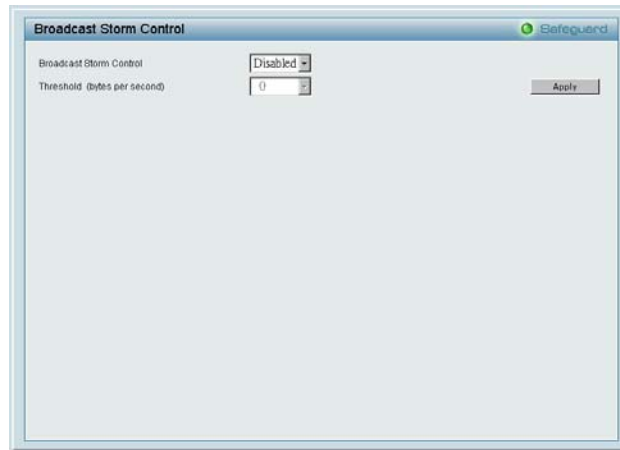 Broadcast Storm Control
Safeguard
Broadcast Storm Control
Disabled
Threshold (bytes per second)
0
Apply